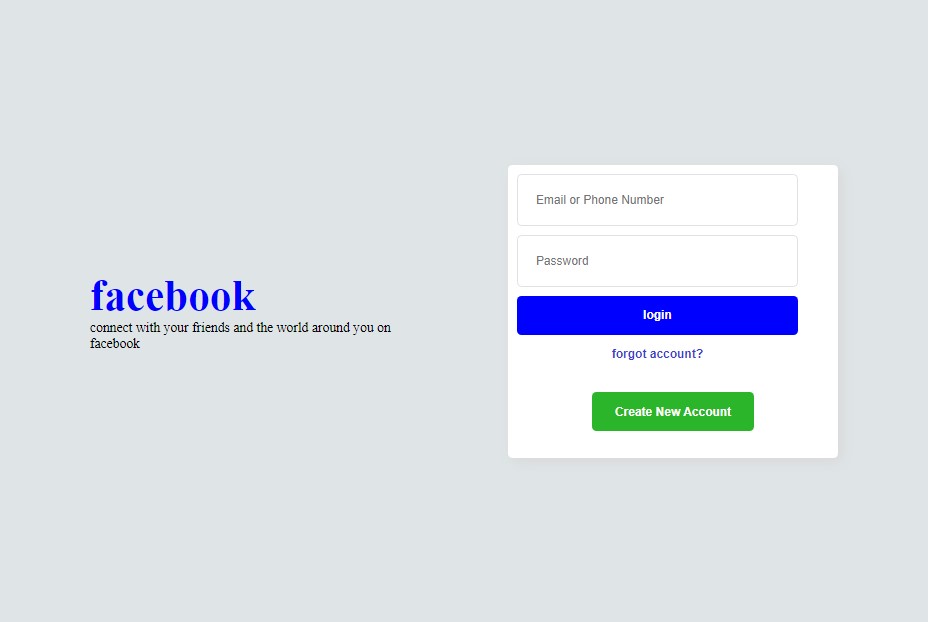 facebook
connect with your friends and the world around you on
facebook
Email or Phone Number
Password
login
forgot account?
Create New Account